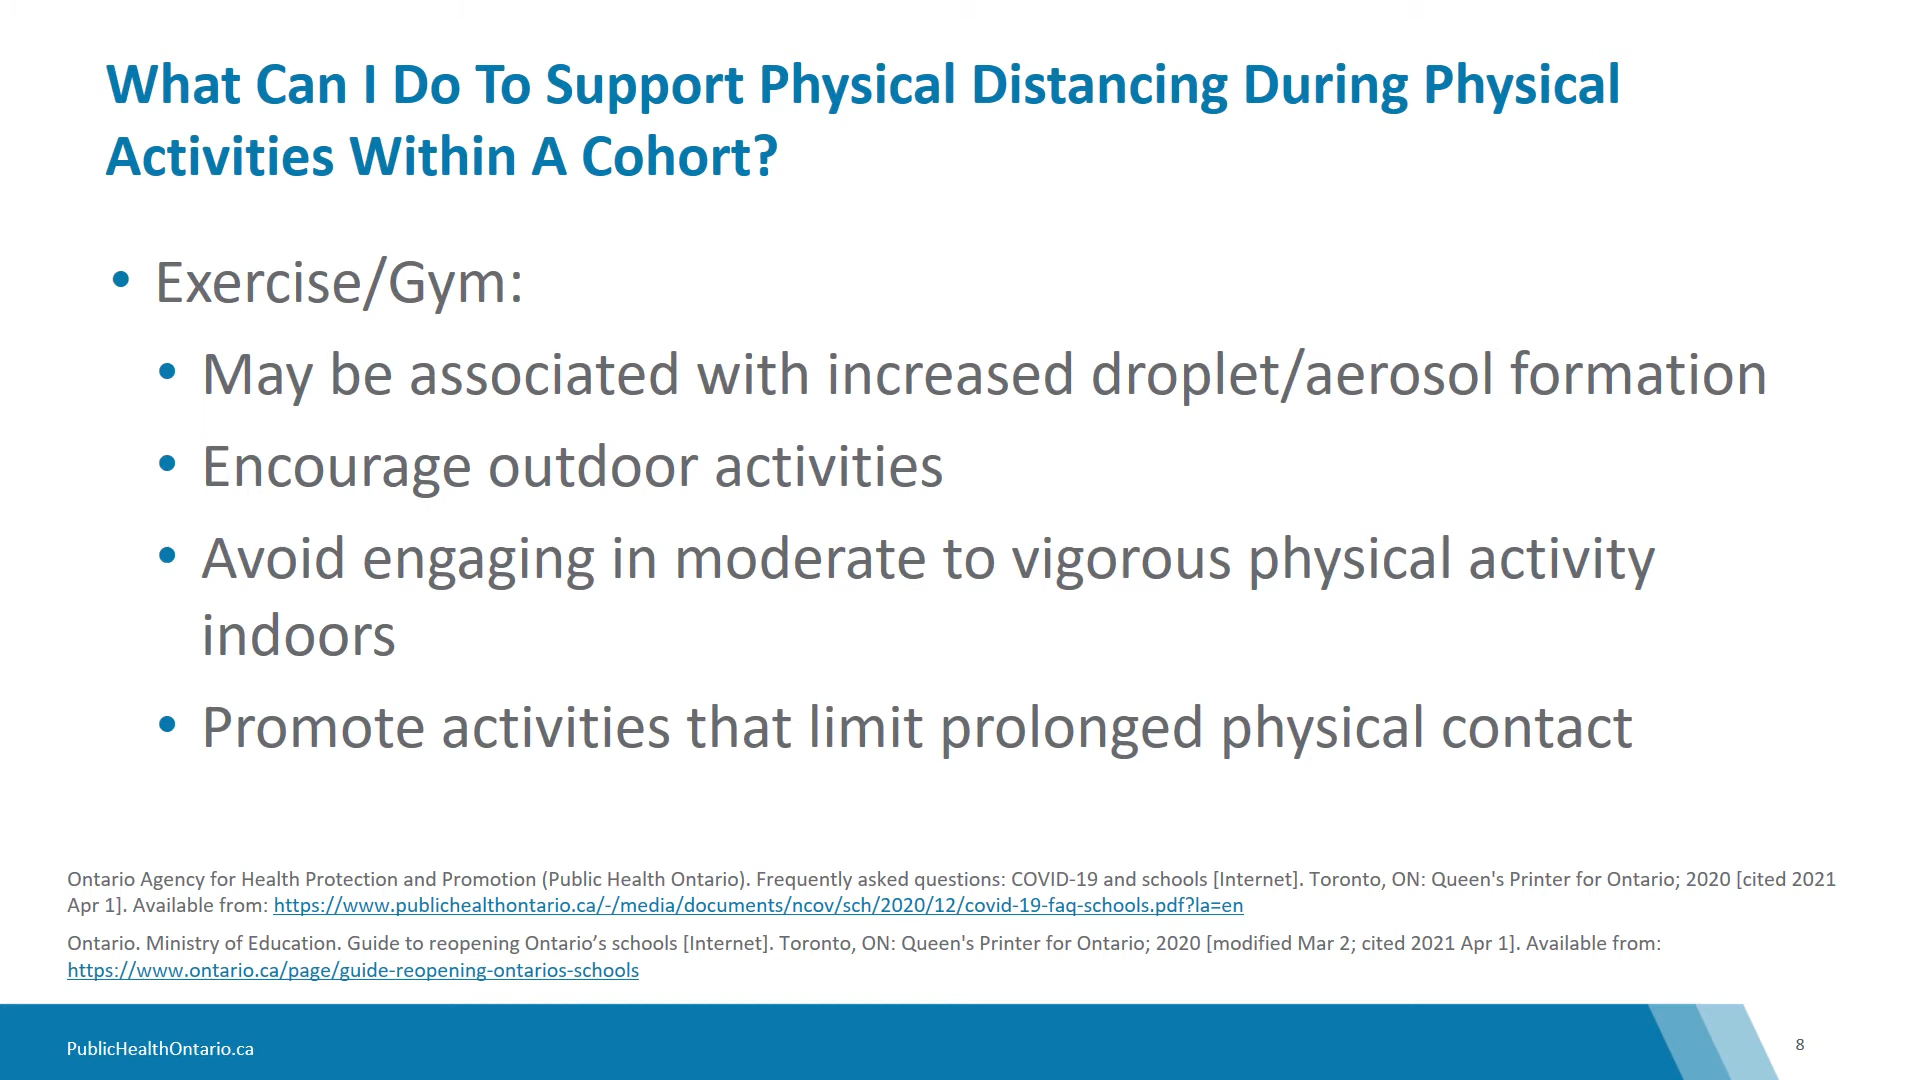 What Can I Do To Support Physical Distancing During Physical
Activities Within A Cohort?
• Exercise/Gym:
• May be associated with increased droplet/aerosol formation
• Encourage outdoor activities
• Avoid engaging in moderate to vigorous physical activity
indoors
• Promote activities that limit prolonged physical contact
Ontario Agency for Health Protection and Promotion (Public Health Ontario). Frequently asked questions: COVID-19 and schools [Internet]. Toronto, ON: Queen's Printer for Ontario; 2020 [cited 2021
Apr 1]. Available from: https://www.publichealthontario.ca/-/media/documents/ncov/sch/2020/12/covid-19-faq-schools.pdf?la=en
Ontario. Ministry of Education. Guide to reopening Ontario’s schools [Internet]. Toronto, ON: Queen's Printer for Ontario; 2020 [modified Mar 2; cited 2021 Apr 1]. Available from:
https://www.ontario.ca/page/guide-reopening-ontarios-schools
PublicHealthOntario.ca
8